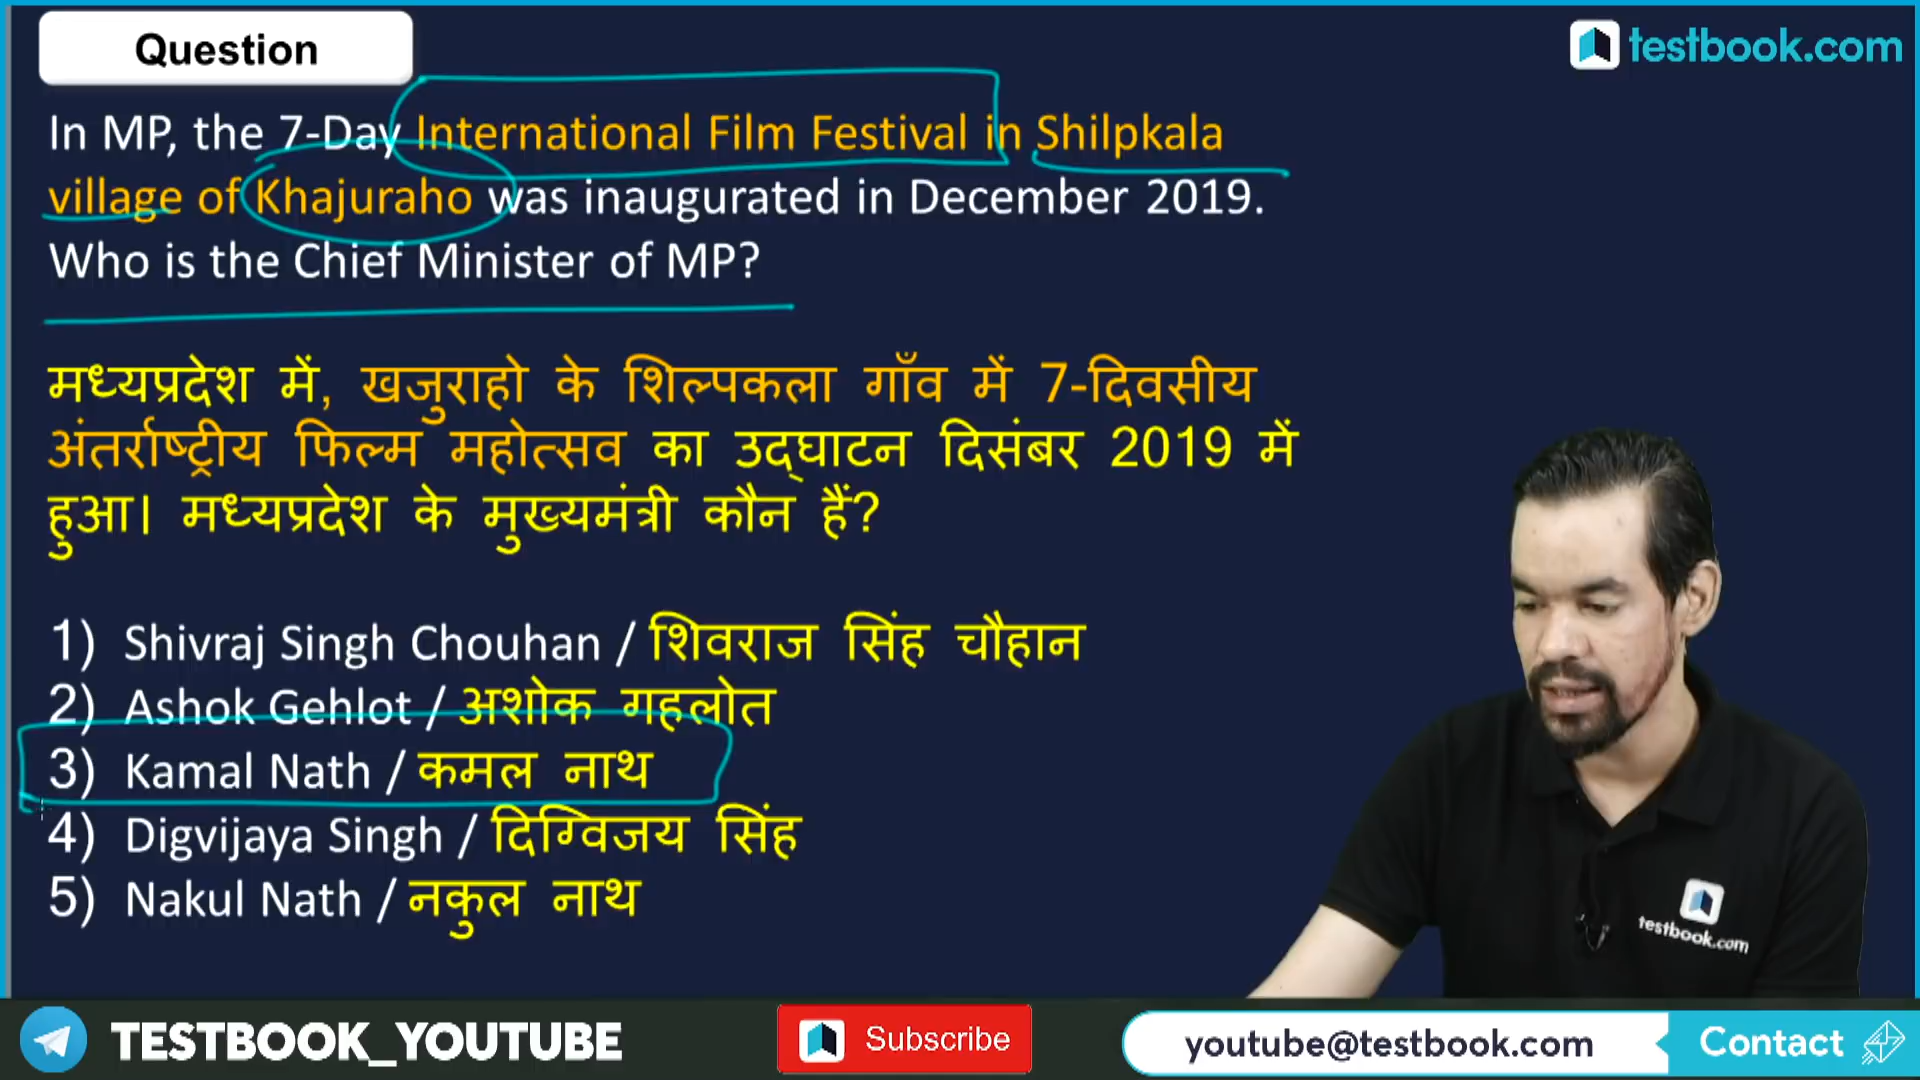 Question
testbook.com
In MP, the 7-Day International Film Festival in Shilpkala
village of Khajuraho was inaugurated in December 2019.
Who is the Chief Minister of MP?
मध्यप्रदेश में, खजुराहो के शिल्पकला गाँव में 7-दिवसीय
अंतर्राष्ट्रीय फिल्म महोत्सव का उद्घाटन दिसंबर 2019 में
हुआ। मध्यप्रदेश के मुख्यमंत्री कौन हैं?
1) Shivraj Singh Chouhan / शिवराज सिंह चौहान
2) Ashok Gehlot / अशोक गहलोत
3) Kamal Nath / कमल नाथ
4) Digvijaya Singh / दिग्विजय सिंह
5) Nakul Nath / नकुल नाथ
testbook.com
TESTBOOK_YOUTUBE
Subscribe
youtube@testbook.com
Contact